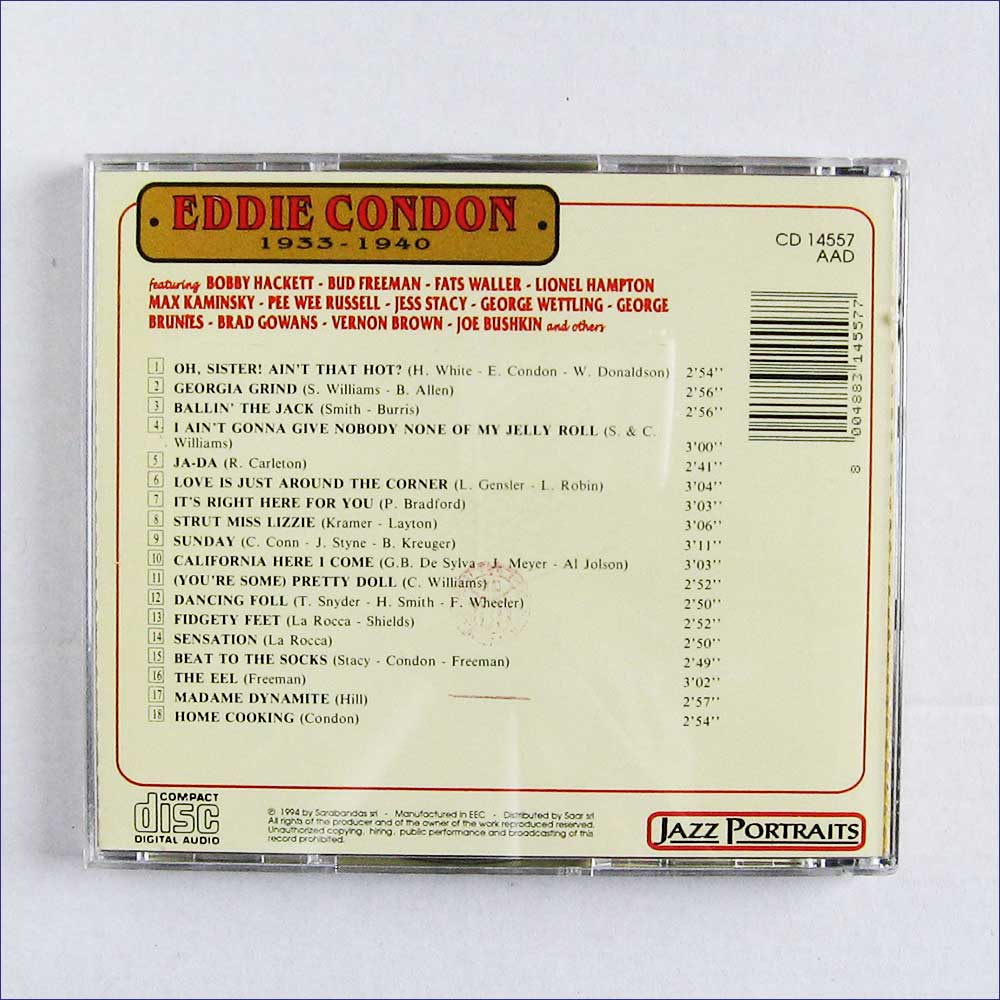 EDDIE CONDON
1933 - 1940
CD 14557
AAD
featuring BOBBY HACKETT - BUD FREEMAN - FATS WALLER - LIONEL HAMPTON
MAX KAMINSKY - PEE WEE RUSSELL - JESS STACY - GEORGE WETTLING - GEORGE
BRUNIES - BRAD GOWANS - VERNON BROWN - JOE BUSHKIN and others
8 004883 145577
1 OH, SISTER! AIN'T THAT HOT? (H. White - E. Condon - W. Donaldson) 2'54''
2 GEORGIA GRIND (S. Williams - B. Allen) 2'56''
3 BALLIN' THE JACK (Smith - Burris) 2'56''
4 I AIN'T GONNA GIVE NOBODY NONE OF MY JELLY ROLL (S. & C.
Williams) 3'00''
5 JA-DA (R. Carleton) 2'41''
6 LOVE IS JUST AROUND THE CORNER (L. Gensler - L. Robin) 3'04''
7 IT'S RIGHT HERE FOR YOU (P. Bradford) 3'03''
8 STRUT MISS LIZZIE (Kramer - Layton) 3'06''
9 SUNDAY (C. Conn - J. Styne - B. Kreuger) 3'11''
10 CALIFORNIA HERE I COME (G.B. De Sylva - J. Meyer - Al Jolson) 3'03''
11 (YOU'RE SOME) PRETTY DOLL (C. Williams) 2'52''
12 DANCING FOLL (T. Snyder - H. Smith - F. Wheeler) 2'50''
13 FIDGETY FEET (La Rocca - Shields) 2'52''
14 SENSATION (La Rocca) 2'50''
15 BEAT TO THE SOCKS (Stacy - Condon - Freeman) 2'49''
16 THE EEL (Freeman) 3'02''
17 MADAME DYNAMITE (Hill) 2'57''
18 HOME COOKING (Condon) 2'54''
COMPACT
disc
DIGITAL AUDIO
℗ 1994 by Sarabandas srl - Manufactured in EEC - Distributed by Saar srl
All rights of the producer and of the owner of the work reproduced reserved.
Unauthorized copying, hiring, public performance and broadcasting of this
record prohibited.
JAZZ PORTRAITS